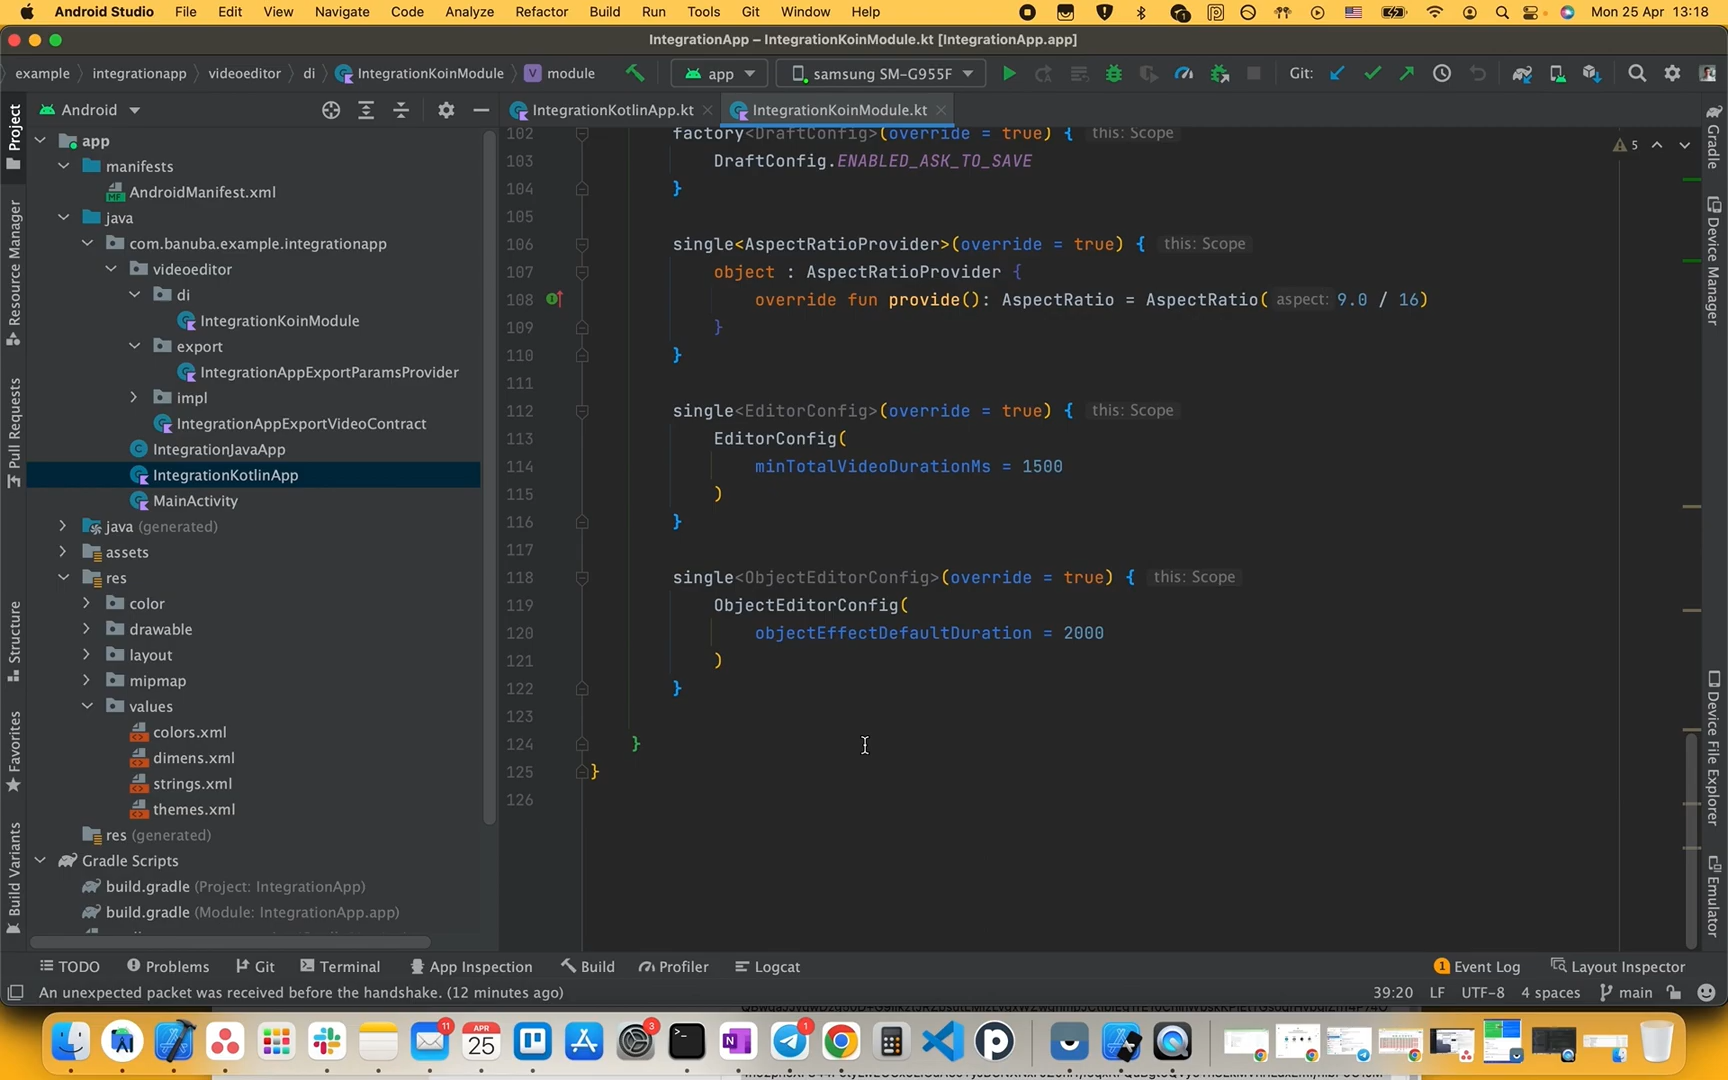 Android Studio File Edit View Navigate Code Analyze Refactor Build Run Tools Git Window Help Mon 25 Apr 13:18
IntegrationApp – IntegrationKoinModule.kt [IntegrationApp.app]
example integrationapp videoeditor di IntegrationKoinModule V module app samsung SM-G955F Git:
Android IntegrationKotlinApp.kt IntegrationKoinModule.kt
Project
Resource Manager
Pull Requests
Structure
Favorites
Build Variants
app
manifests
AndroidManifest.xml
java
com.banuba.example.integrationapp
videoeditor
di
IntegrationKoinModule
export
IntegrationAppExportParamsProvider
impl
IntegrationAppExportVideoContract
IntegrationJavaApp
IntegrationKotlinApp
MainActivity
java (generated)
assets
res
color
drawable
layout
mipmap
values
colors.xml
dimens.xml
strings.xml
themes.xml
res (generated)
Gradle Scripts
build.gradle (Project: IntegrationApp)
build.gradle (Module: IntegrationApp.app)
5
102 factory<DraftConfig>(override = true) { this: Scope
103 DraftConfig.ENABLED_ASK_TO_SAVE
104 }
105
106 single<AspectRatioProvider>(override = true) { this: Scope
107 object : AspectRatioProvider {
108 override fun provide(): AspectRatio = AspectRatio( aspect: 9.0 / 16)
109 }
110 }
111
112 single<EditorConfig>(override = true) { this: Scope
113 EditorConfig(
114 minTotalVideoDurationMs = 1500
115 )
116 }
117
118 single<ObjectEditorConfig>(override = true) { this: Scope
119 ObjectEditorConfig(
120 objectEffectDefaultDuration = 2000
121 )
122 }
123
124 }
125 }
126
Gradle
Device Manager
Device File Explorer
Emulator
TODO Problems Git Terminal App Inspection Build Profiler Logcat 1 Event Log Layout Inspector
An unexpected packet was received before the handshake. (12 minutes ago) 39:20 LF UTF-8 4 spaces main
11 APR 25 3 1